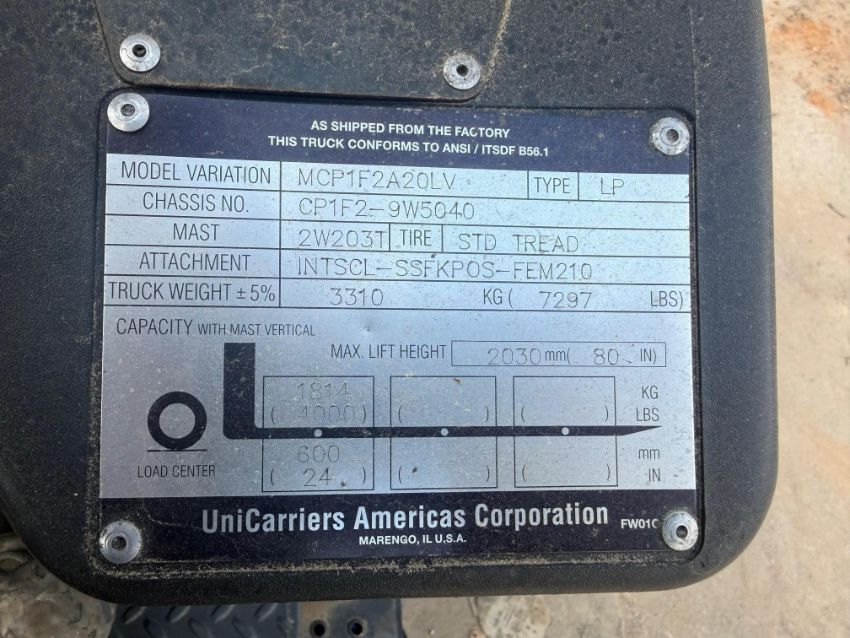 AS SHIPPED FROM THE FACTORY
THIS TRUCK CONFORMS TO ANSI / ITSDF B56.1
MODEL VARIATION MCP1F2A20LV TYPE LP
CHASSIS NO. CP1F2-9W5040
MAST 2W203T TIRE STD TREAD
ATTACHMENT INTSCL-SSFKPOS-FEM210
TRUCK WEIGHT ±5% 3310 KG ( 7297 LBS)
CAPACITY WITH MAST VERTICAL
MAX. LIFT HEIGHT 2030 mm( 80 IN)
1814 KG
( 4000 ) ( ) ( ) LBS
600 mm
LOAD CENTER ( 24 ) ( ) ( ) IN
UniCarriers Americas Corporation
MARENGO, IL U.S.A.